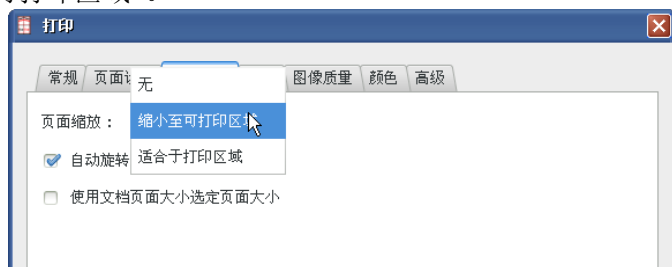 打印
常规 页面 图像质量 颜色 高级
无
页面缩放： 缩小至可打印区
自动旋转 适合于打印区域
使用文档页面大小选定页面大小